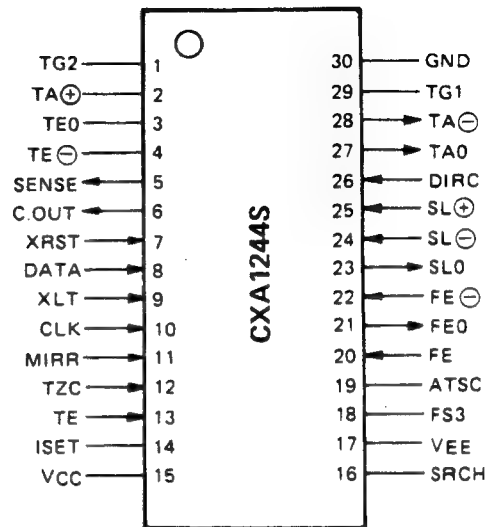 TG2 1
TA⊕ 2
TE0 3
TE⊖ 4
SENSE 5
C.OUT 6
XRST 7
DATA 8
XLT 9
CLK 10
MIRR 11
TZC 12
TE 13
ISET 14
VCC 15
CXA1244S
30 GND
29 TG1
28 TA⊖
27 TA0
26 DIRC
25 SL⊕
24 SL⊖
23 SL0
22 FE⊖
21 FE0
20 FE
19 ATSC
18 FS3
17 VEE
16 SRCH